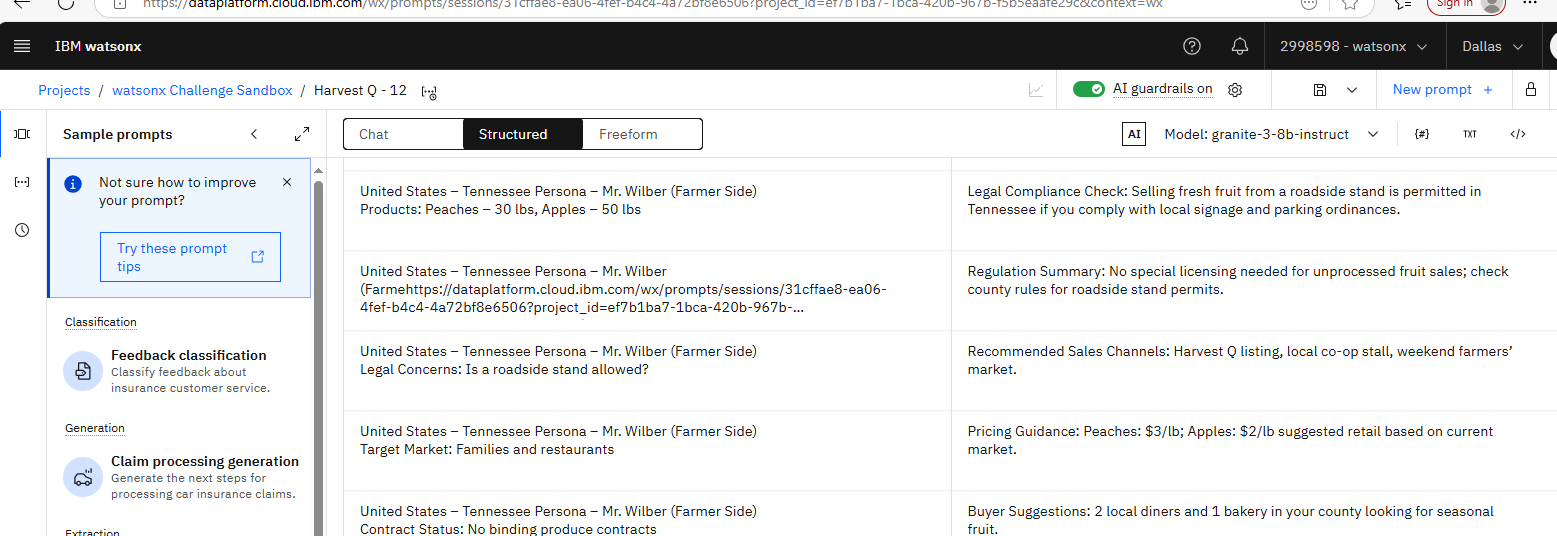 https://dataplatform.cloud.ibm.com/wx/prompts/sessions/31cffae8-ea06-4fef-b4c4-4a72bf8e6506?project_id=ef7b1ba7-1bca-420b-967b-f5b5eaafe29c&context=wx
Sign in
IBM watsonx
2998598 - watsonx
Dallas
Projects / watsonx Challenge Sandbox / Harvest Q - 12
AI guardrails on
New prompt +
Sample prompts
Chat
Structured
Freeform
AI
Model: granite-3-8b-instruct
{#}
TXT
</>
Not sure how to improve
your prompt?
Try these prompt
tips
Classification
Feedback classification
Classify feedback about
insurance customer service.
Generation
Claim processing generation
Generate the next steps for
processing car insurance claims.
Extraction
United States – Tennessee Persona – Mr. Wilber (Farmer Side)
Products: Peaches – 30 lbs, Apples – 50 lbs
Legal Compliance Check: Selling fresh fruit from a roadside stand is permitted in
Tennessee if you comply with local signage and parking ordinances.
United States – Tennessee Persona – Mr. Wilber
(Farmehttps://dataplatform.cloud.ibm.com/wx/prompts/sessions/31cffae8-ea06-
4fef-b4c4-4a72bf8e6506?project_id=ef7b1ba7-1bca-420b-967b-...
Regulation Summary: No special licensing needed for unprocessed fruit sales; check
county rules for roadside stand permits.
United States – Tennessee Persona – Mr. Wilber (Farmer Side)
Legal Concerns: Is a roadside stand allowed?
Recommended Sales Channels: Harvest Q listing, local co-op stall, weekend farmers’
market.
United States – Tennessee Persona – Mr. Wilber (Farmer Side)
Target Market: Families and restaurants
Pricing Guidance: Peaches: $3/lb; Apples: $2/lb suggested retail based on current
market.
United States – Tennessee Persona – Mr. Wilber (Farmer Side)
Contract Status: No binding produce contracts
Buyer Suggestions: 2 local diners and 1 bakery in your county looking for seasonal
fruit.